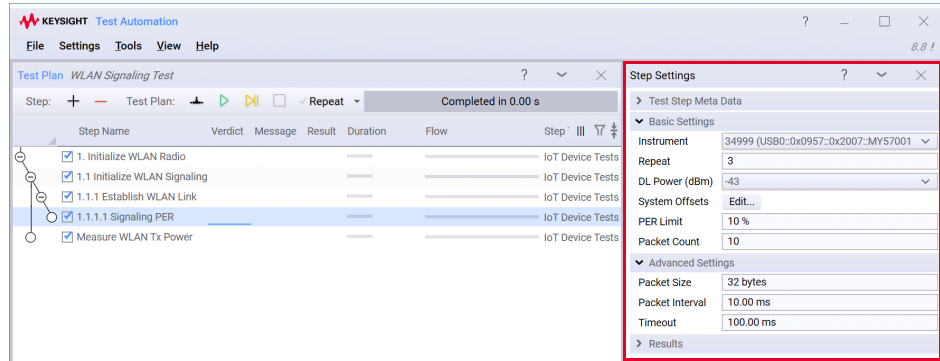 KEYSIGHT Test Automation
File Settings Tools View Help
8.8 !
Test Plan WLAN Signaling Test
Step: Test Plan: Repeat Completed in 0.00 s
Step Name Verdict Message Result Duration Flow Step
1. Initialize WLAN Radio IoT Device Tests
1.1 Initialize WLAN Signaling IoT Device Tests
1.1.1 Establish WLAN Link IoT Device Tests
1.1.1.1 Signaling PER IoT Device Tests
Measure WLAN Tx Power IoT Device Tests
Step Settings
Test Step Meta Data
Basic Settings
Instrument 34999 (USB0::0x0957::0x2007::MY57001
Repeat 3
DL Power (dBm) -43
System Offsets Edit...
PER Limit 10 %
Packet Count 10
Advanced Settings
Packet Size 32 bytes
Packet Interval 10.00 ms
Timeout 100.00 ms
Results